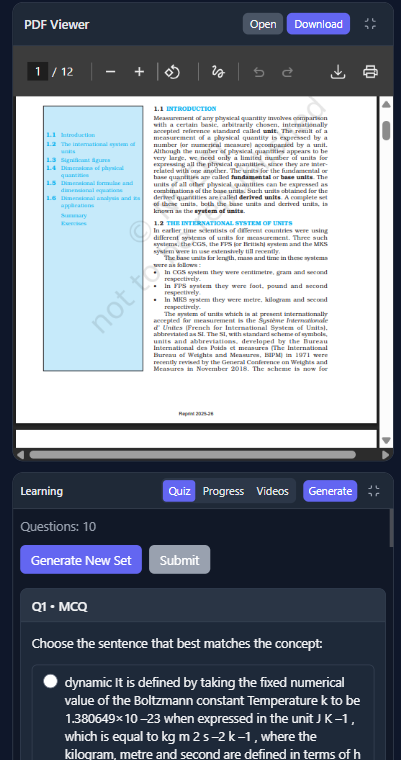 PDF Viewer
Open
Download
1 / 12
1.1 Introduction
1.2 The international system of
units
1.3 Significant figures
1.4 Dimensions of physical
quantities
1.5 Dimensional formulae and
dimensional equations
1.6 Dimensional analysis and its
applications
Summary
Exercises
1.1 INTRODUCTION
Measurement of any physical quantity involves comparison
with a certain basic, arbitrarily chosen, internationally
accepted reference standard called unit. The result of a
measurement of a physical quantity is expressed by a
number (or numerical measure) accompanied by a unit.
Although the number of physical quantities appears to be
very large, we need only a limited number of units for
expressing all the physical quantities, since they are inter-
related with one another. The units for the fundamental or
base quantities are called fundamental or base units. The
units of all other physical quantities can be expressed as
combinations of the base units. Such units obtained for the
derived quantities are called derived units. A complete set
of these units, both the base units and derived units, is
known as the system of units.
1.2 THE INTERNATIONAL SYSTEM OF UNITS
In earlier time scientists of different countries were using
different systems of units for measurement. Three such
systems, the CGS, the FPS (or British) system and the MKS
system were in use extensively till recently.
The base units for length, mass and time in these systems
were as follows :
• In CGS system they were centimetre, gram and second
respectively.
• In FPS system they were foot, pound and second
respectively.
• In MKS system they were metre, kilogram and second
respectively.
The system of units which is at present internationally
accepted for measurement is the Système Internationale
d' Unites (French for International System of Units),
abbreviated as SI. The SI, with standard scheme of symbols,
units and abbreviations, developed by the Bureau
International des Poids et measures (The International
Bureau of Weights and Measures, BIPM) in 1971 were
recently revised by the General Conference on Weights and
Measures in November 2018. The scheme is now for
©
not to
Reprint 2025-26
Learning
Quiz
Progress
Videos
Generate
Questions: 10
Generate New Set
Submit
Q1 • MCQ
Choose the sentence that best matches the concept:
dynamic It is defined by taking the fixed numerical
value of the Boltzmann constant Temperature k to be
1.380649×10 –23 when expressed in the unit J K –1 ,
which is equal to kg m 2 s –2 k –1 , where the
kilogram, metre and second are defined in terms of h